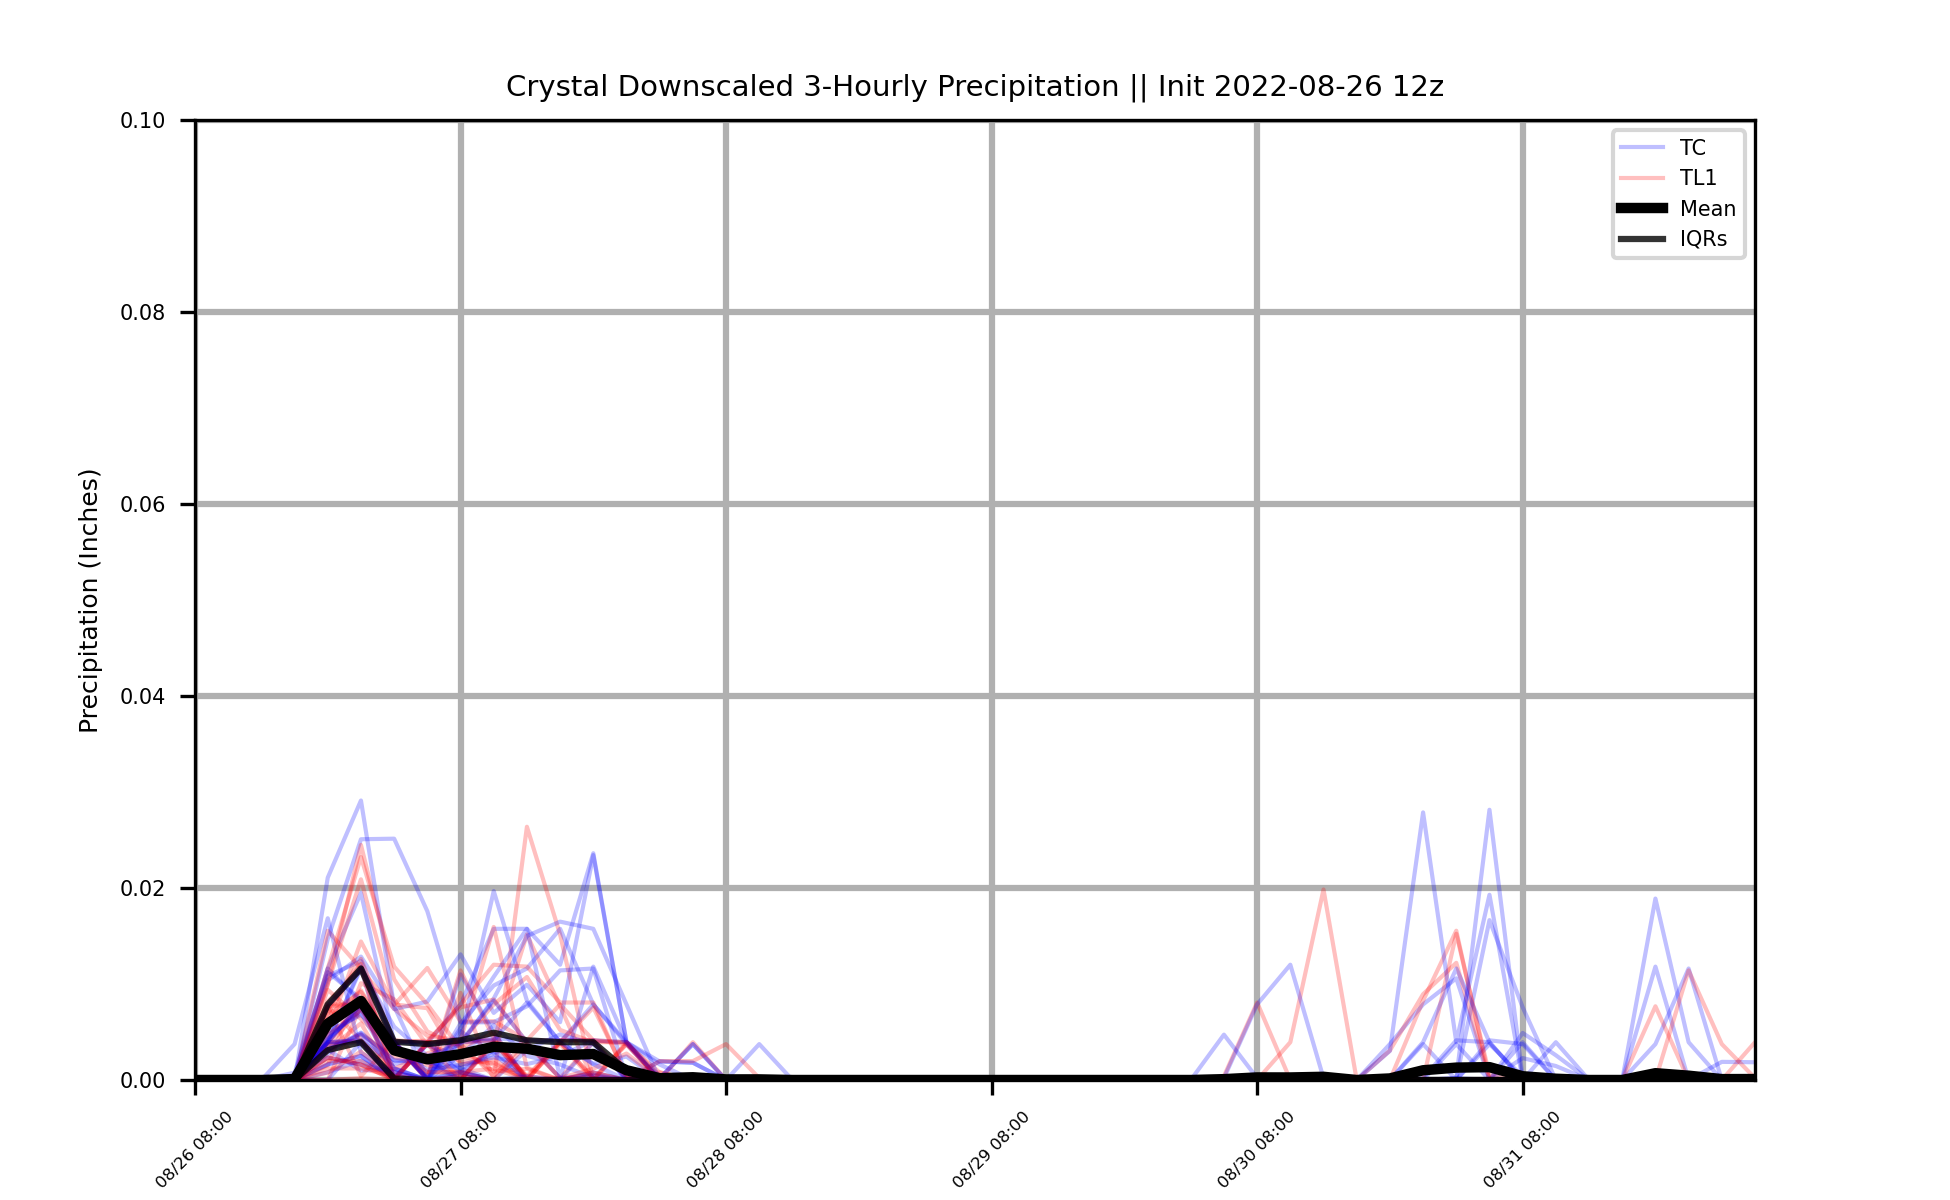 Crystal Downscaled 3-Hourly Precipitation || Init 2022-08-26 12z
TC
TL1
Mean
IQRs
Precipitation (Inches)
0.10
0.08
0.06
0.04
0.02
0.00
08/26 08:00
08/27 08:00
08/28 08:00
08/29 08:00
08/30 08:00
08/31 08:00